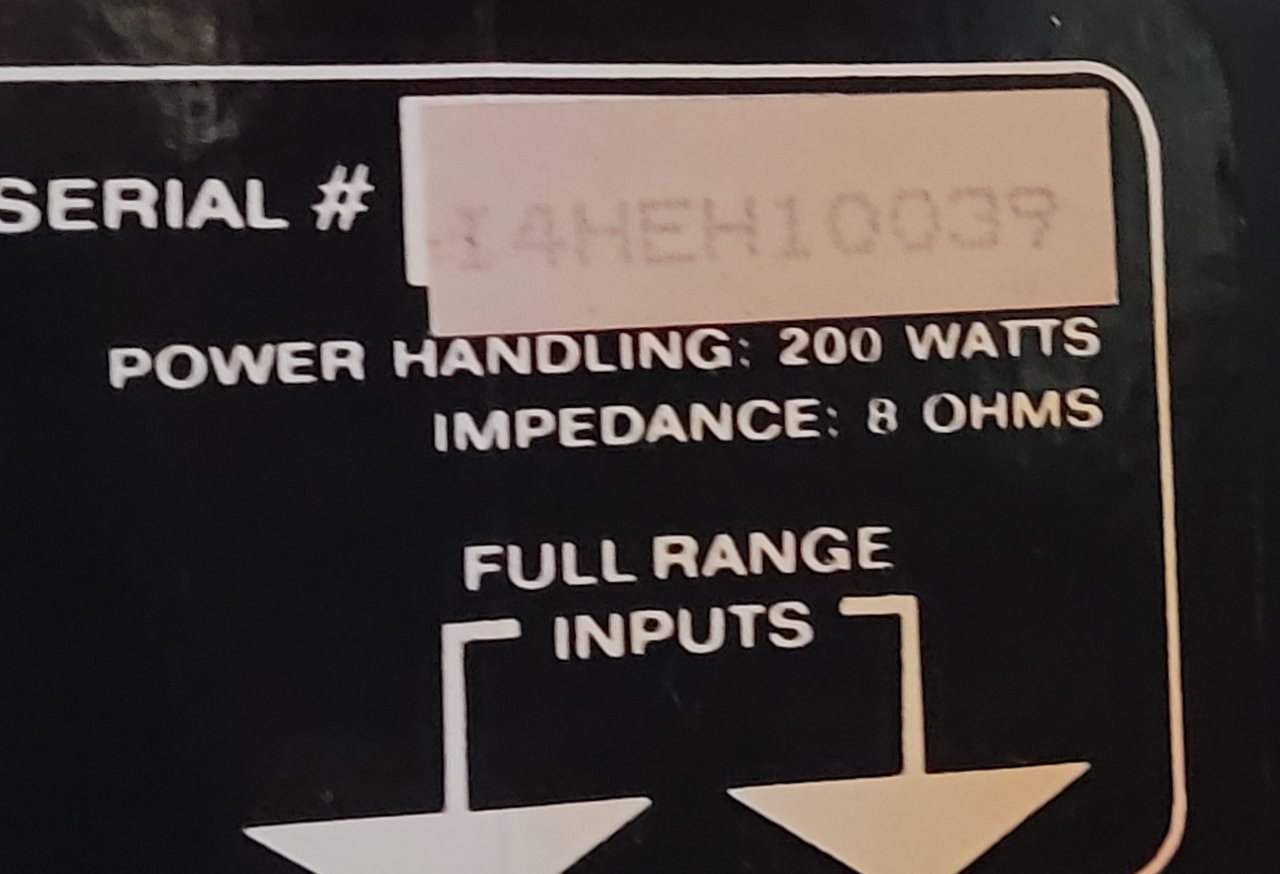 SERIAL # 14HEH10039
POWER HANDLING: 200 WATTS
IMPEDANCE: 8 OHMS
FULL RANGE
INPUTS